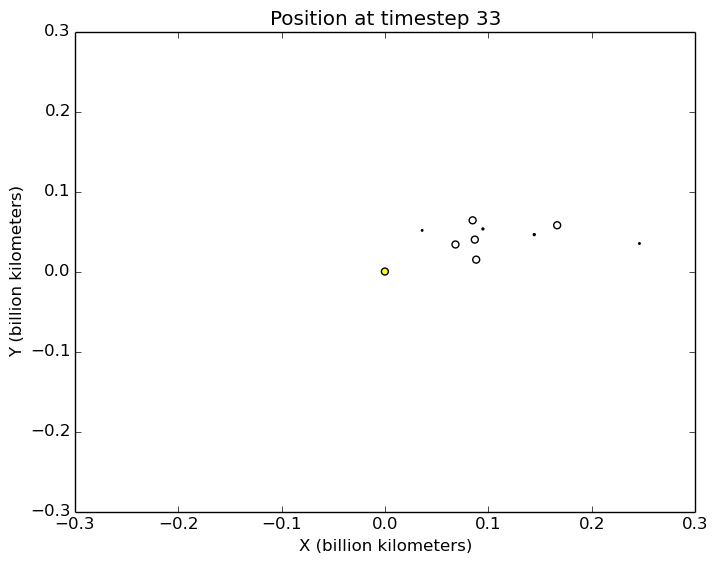 Position at timestep 33
0.3
0.2
0.1
0.0
−0.1
−0.2
−0.3
Y (billion kilometers)
−0.3 −0.2 −0.1 0.0 0.1 0.2 0.3
X (billion kilometers)